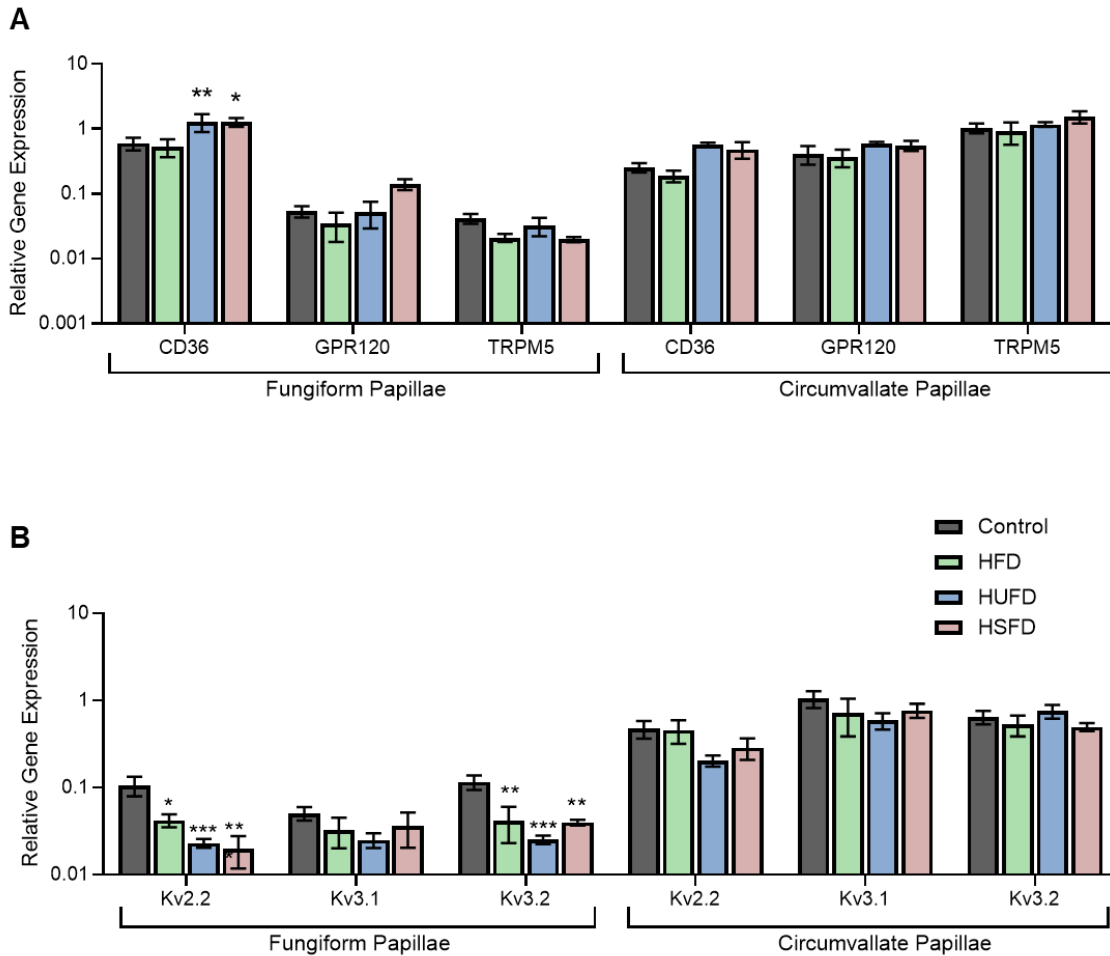 A
Relative Gene Expression
10
1
0.1
0.01
0.001
** *
CD36 GPR120 TRPM5 CD36 GPR120 TRPM5
Fungiform Papillae Circumvallate Papillae
B
Control
HFD
HUFD
HSFD
Relative Gene Expression
10
1
0.1
0.01
* *** ** * ** *** **
Kv2.2 Kv3.1 Kv3.2 Kv2.2 Kv3.1 Kv3.2
Fungiform Papillae Circumvallate Papillae